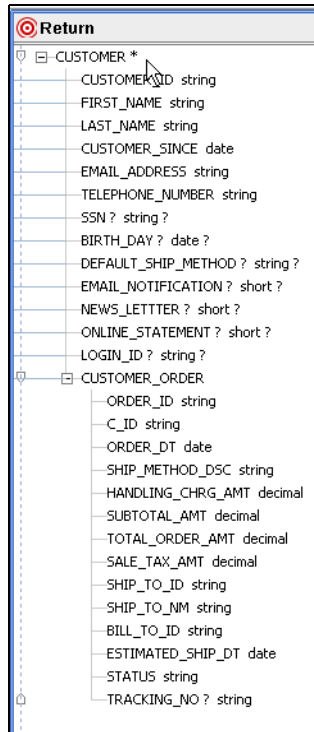 Return
CUSTOMER *
CUSTOMER_ID string
FIRST_NAME string
LAST_NAME string
CUSTOMER_SINCE date
EMAIL_ADDRESS string
TELEPHONE_NUMBER string
SSN ? string ?
BIRTH_DAY ? date ?
DEFAULT_SHIP_METHOD ? string ?
EMAIL_NOTIFICATION ? short ?
NEWS_LETTTER ? short ?
ONLINE_STATEMENT ? short ?
LOGIN_ID ? string ?
CUSTOMER_ORDER
ORDER_ID string
C_ID string
ORDER_DT date
SHIP_METHOD_DSC string
HANDLING_CHRG_AMT decimal
SUBTOTAL_AMT decimal
TOTAL_ORDER_AMT decimal
SALE_TAX_AMT decimal
SHIP_TO_ID string
SHIP_TO_NM string
BILL_TO_ID string
ESTIMATED_SHIP_DT date
STATUS string
TRACKING_NO ? string